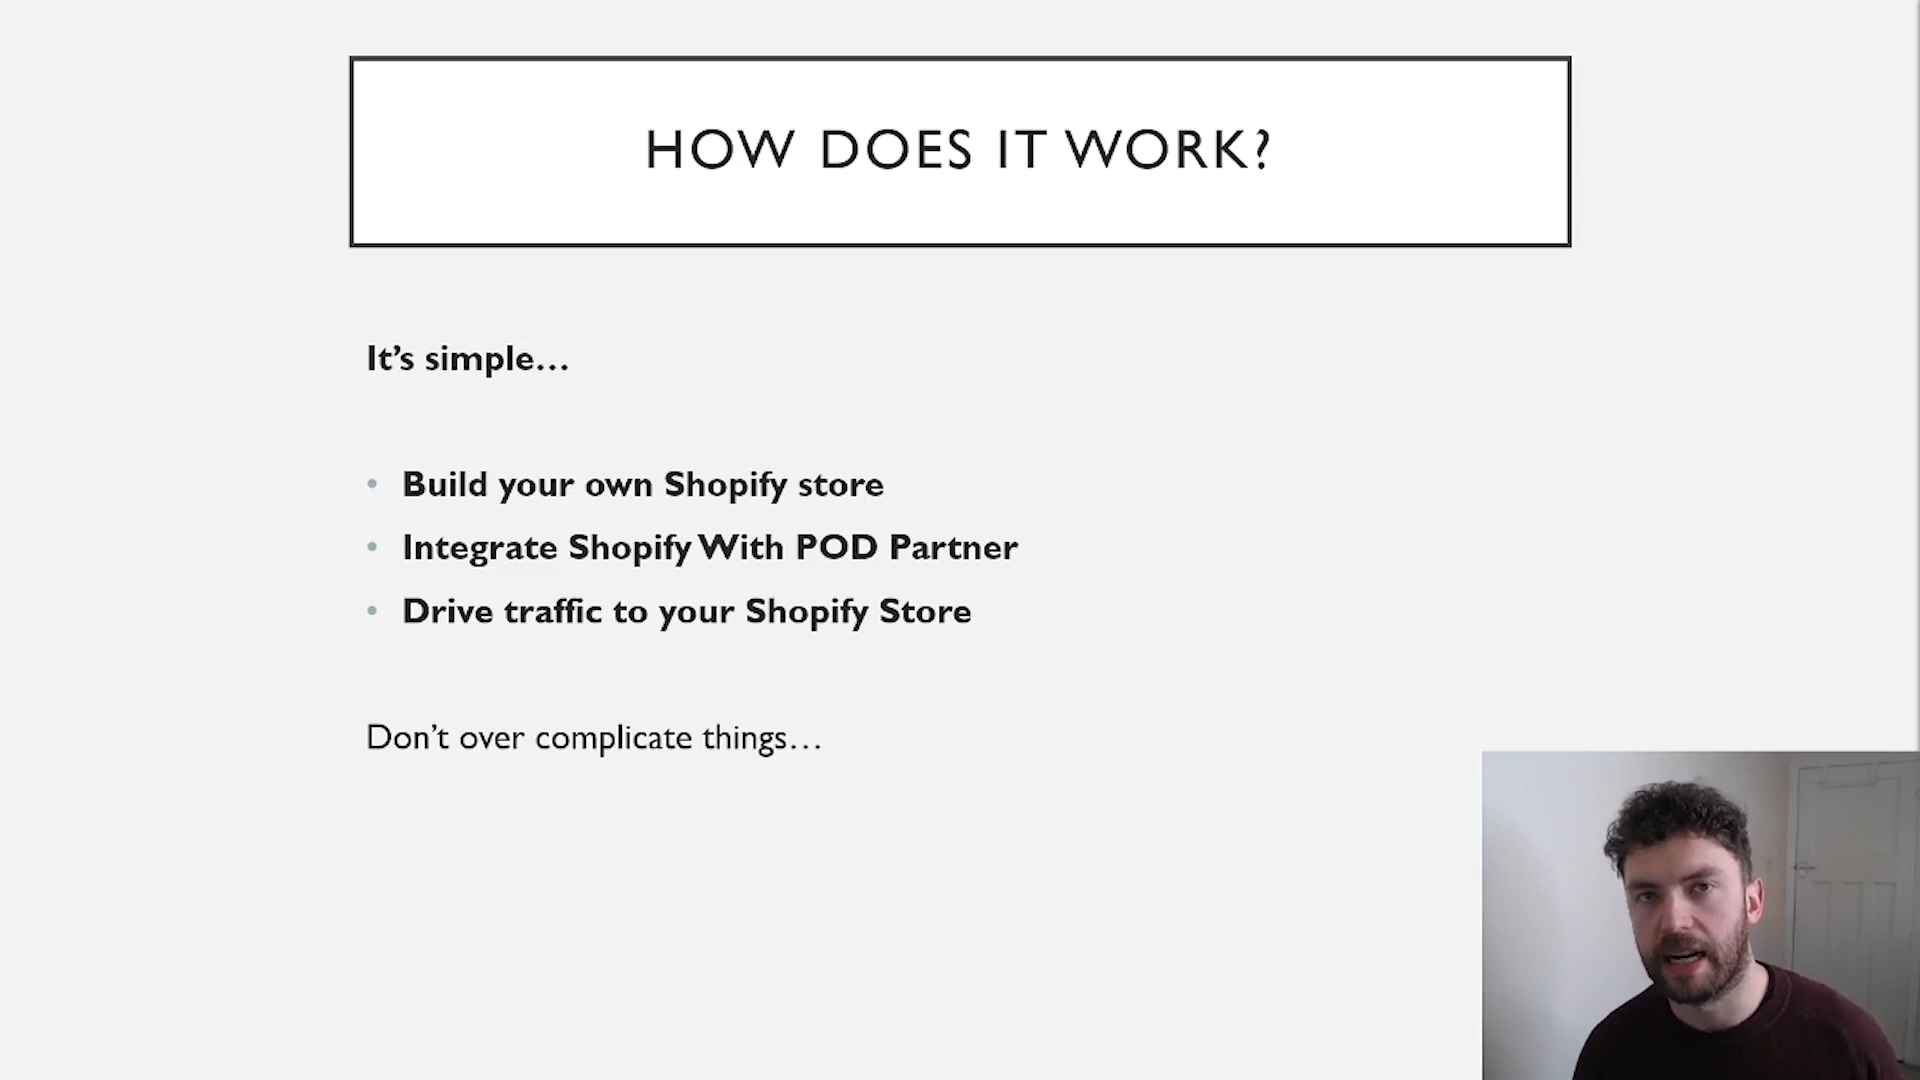 HOW DOES IT WORK?
It’s simple…
• Build your own Shopify store
• Integrate Shopify With POD Partner
• Drive traffic to your Shopify Store
Don’t over complicate things…